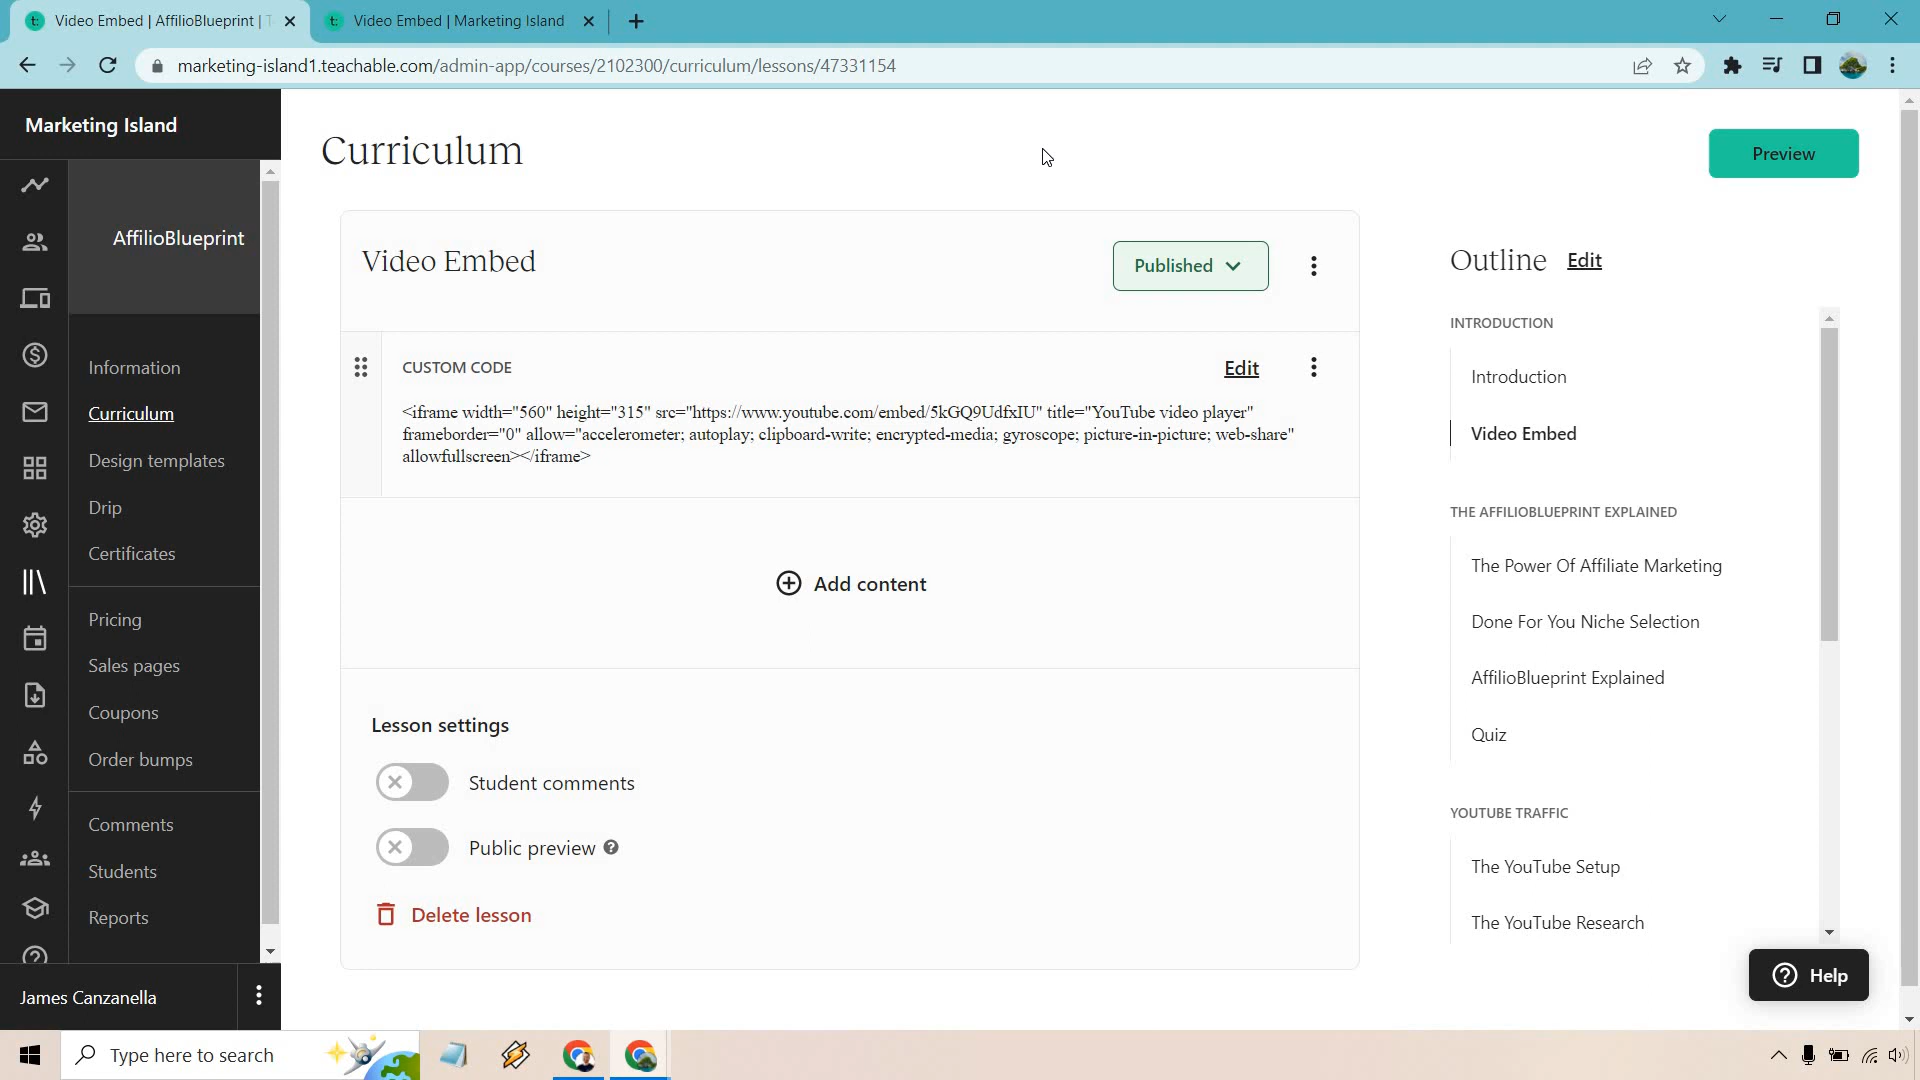 Video Embed | AffilioBlueprint | T
Video Embed | Marketing Island
marketing-island1.teachable.com/admin-app/courses/2102300/curriculum/lessons/47331154
Marketing Island
AffilioBlueprint
Information
Curriculum
Design templates
Drip
Certificates
Pricing
Sales pages
Coupons
Order bumps
Comments
Students
Reports
James Canzanella
Curriculum
Preview
Video Embed
Published
CUSTOM CODE
Edit
<iframe width="560" height="315" src="https://www.youtube.com/embed/5kGQ9UdfxIU" title="YouTube video player"
frameborder="0" allow="accelerometer; autoplay; clipboard-write; encrypted-media; gyroscope; picture-in-picture; web-share"
allowfullscreen></iframe>
Add content
Lesson settings
Student comments
Public preview
Delete lesson
Outline Edit
INTRODUCTION
Introduction
Video Embed
THE AFFILIOBLUEPRINT EXPLAINED
The Power Of Affiliate Marketing
Done For You Niche Selection
AffilioBlueprint Explained
Quiz
YOUTUBE TRAFFIC
The YouTube Setup
The YouTube Research
Help
Type here to search